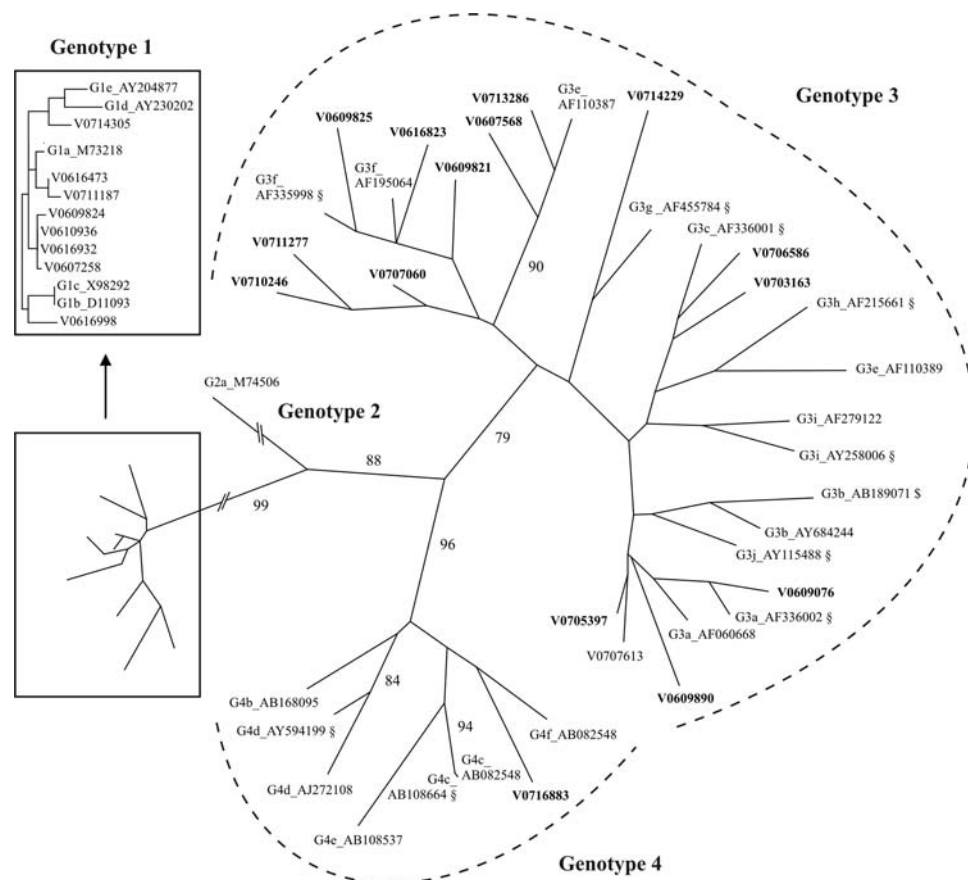 Genotype 1
G1e_AY204877
G1d_AY230202
V0714305
G1a_M73218
V0616473
V0711187
V0609824
V0610936
V0616932
V0607258
G1c_X98292
G1b_D11093
V0616998
Genotype 3
V0609825
V0616823
G3f_
AF335998 §
G3f_
AF195064
V0609821
V0713286
V0607568
G3e_
AF110387
V0714229
V0711277
V0710246
V0707060
90
G3g_AF455784 §
G3c_AF336001 §
V0706586
V0703163
G3h_AF215661 §
G3e_AF110389
G3i_AF279122
G3i_AY258006 §
G3b_AB189071 $
G3b_AY684244
G3j_AY115488 §
V0609076
G3a_AF336002 §
G3a_AF060668
V0705397
V0707613
V0609890
G2a_M74506
Genotype 2
88
79
99
96
G4b_AB168095
84
G4d_AY594199 §
94
G4f_AB082548
G4c_
AB082548
G4c_
AB108664 §
G4d_AJ272108
V0716883
G4e_AB108537
Genotype 4